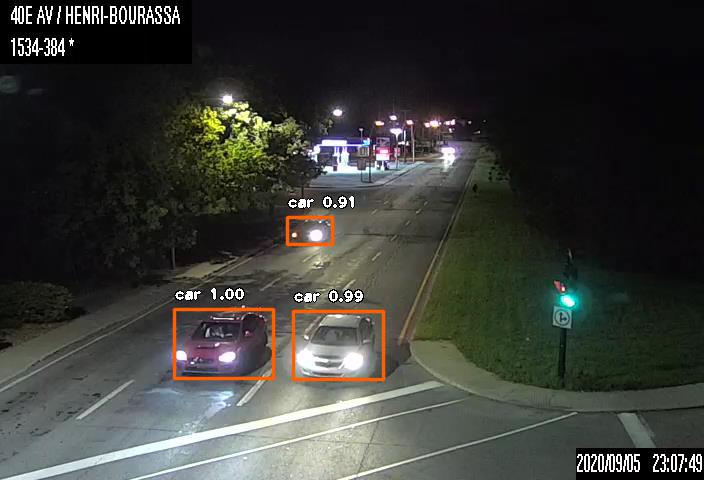 40E AV / HENRI-BOURASSA
1534-384 *
car 0.91
car 1.00
car 0.99
2020/09/05 23:07:49